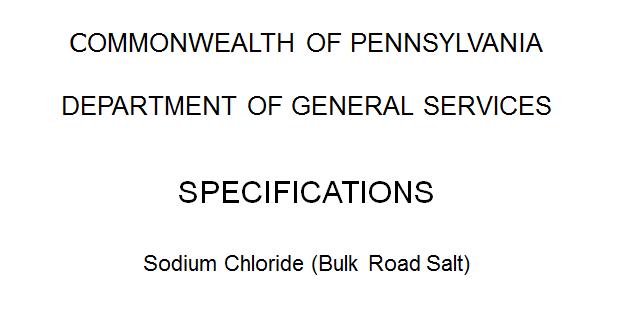 COMMONWEALTH OF PENNSYLVANIA
DEPARTMENT OF GENERAL SERVICES
SPECIFICATIONS
Sodium Chloride (Bulk Road Salt)